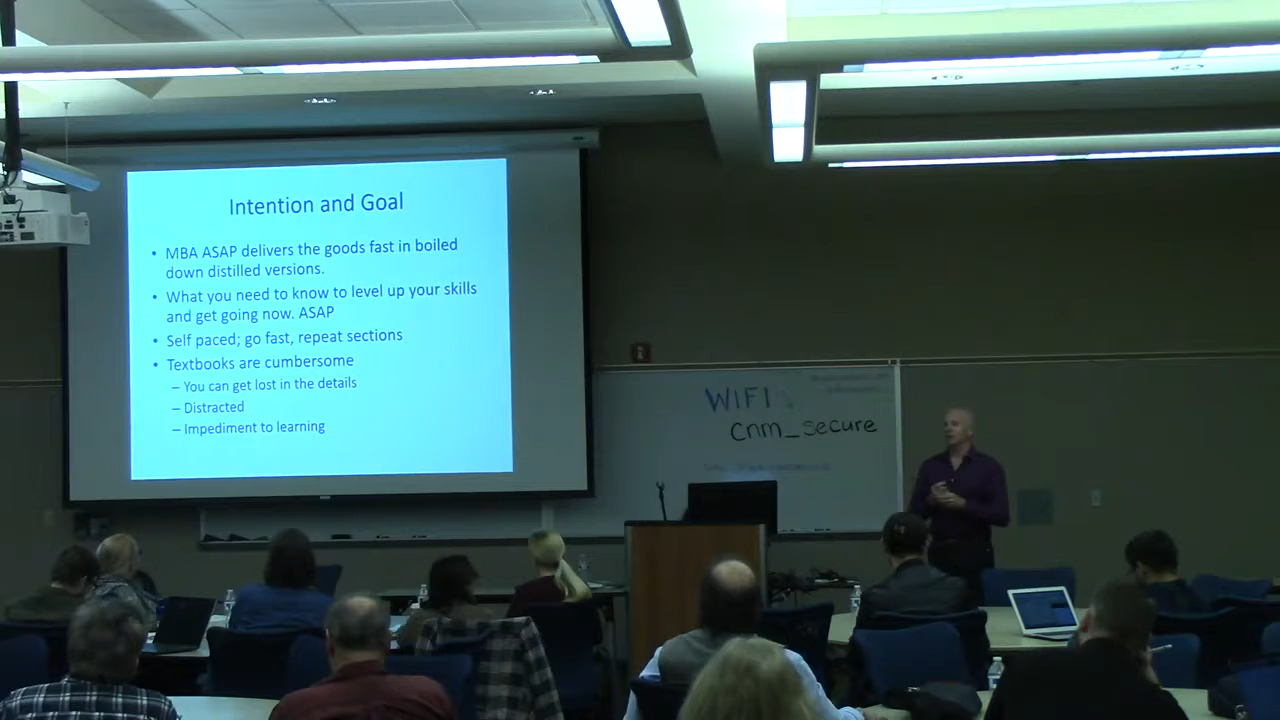 Intention and Goal
• MBA ASAP delivers the goods fast in boiled
down distilled versions.
• What you need to know to level up your skills
and get going now. ASAP
• Self paced; go fast, repeat sections
• Textbooks are cumbersome
– You can get lost in the details
– Distracted
– Impediment to learning
WIFI
Cnm_secure